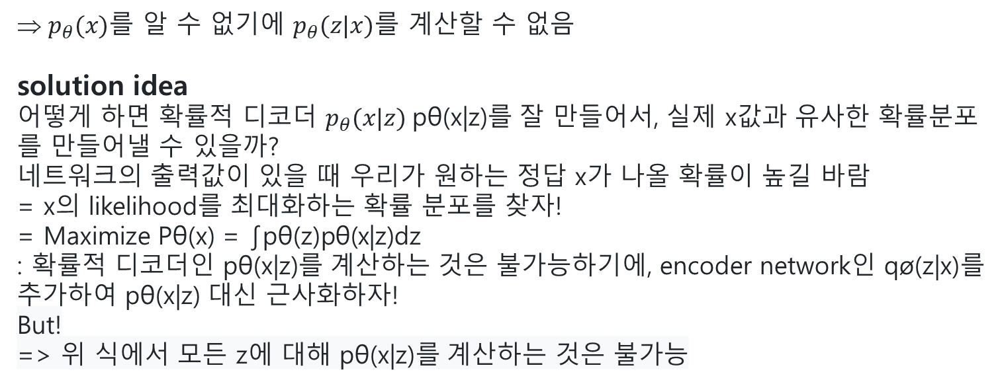 ⇒ 𝑝𝜃(𝑥)를 알 수 없기에 𝑝𝜃(𝑧|𝑥)를 계산할 수 없음
solution idea
어떻게 하면 확률적 디코더 𝑝𝜃(𝑥|𝑧) pθ(x|z)를 잘 만들어서, 실제 x값과 유사한 확률분포
를 만들어낼 수 있을까?
네트워크의 출력값이 있을 때 우리가 원하는 정답 x가 나올 확률이 높길 바람
= x의 likelihood를 최대화하는 확률 분포를 찾자!
= Maximize Pθ(x) = ∫pθ(z)pθ(x|z)dz
: 확률적 디코더인 pθ(x|z)를 계산하는 것은 불가능하기에, encoder network인 qø(z|x)를
추가하여 pθ(x|z) 대신 근사화하자!
But!
=> 위 식에서 모든 z에 대해 pθ(x|z)를 계산하는 것은 불가능